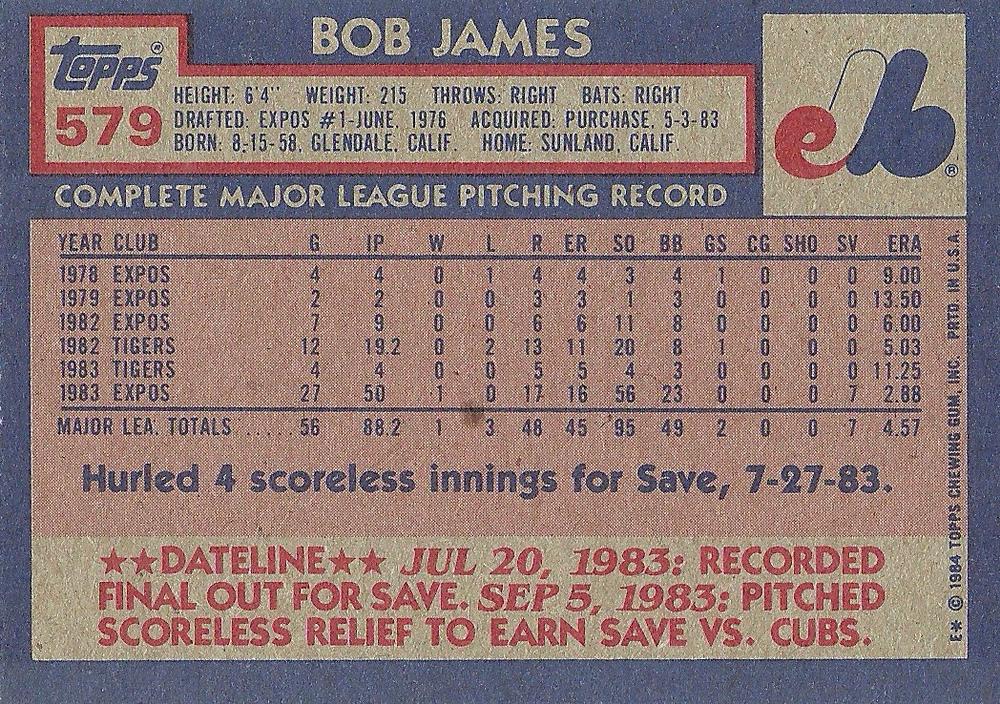 BOB JAMES
Topps®
579
HEIGHT: 6'4" WEIGHT: 215 THROWS: RIGHT BATS: RIGHT
DRAFTED: EXPOS #1-JUNE, 1976 ACQUIRED: PURCHASE, 5-3-83
BORN: 8-15-58, GLENDALE, CALIF. HOME: SUNLAND, CALIF.
eb®
COMPLETE MAJOR LEAGUE PITCHING RECORD
YEAR CLUB G IP W L R ER SO BB GS CG SHO SV ERA
1978 EXPOS 4 4 0 1 4 4 3 4 1 0 0 0 9.00
1979 EXPOS 2 2 0 0 3 3 1 3 0 0 0 0 13.50
1982 EXPOS 7 9 0 0 6 6 11 8 0 0 0 0 6.00
1982 TIGERS 12 19.2 0 2 13 11 20 8 1 0 0 0 5.03
1983 TIGERS 4 4 0 0 5 5 4 3 0 0 0 0 11.25
1983 EXPOS 27 50 1 0 17 16 56 23 0 0 0 7 2.88
MAJOR LEA. TOTALS ..... 56 88.2 1 3 48 45 95 49 2 0 0 7 4.57
Hurled 4 scoreless innings for Save, 7-27-83.
★★DATELINE★★ JUL 20, 1983: RECORDED
FINAL OUT FOR SAVE. SEP 5, 1983: PITCHED
SCORELESS RELIEF TO EARN SAVE VS. CUBS.
E* © 1984 TOPPS CHEWING GUM, INC. PRTD. IN U.S.A.